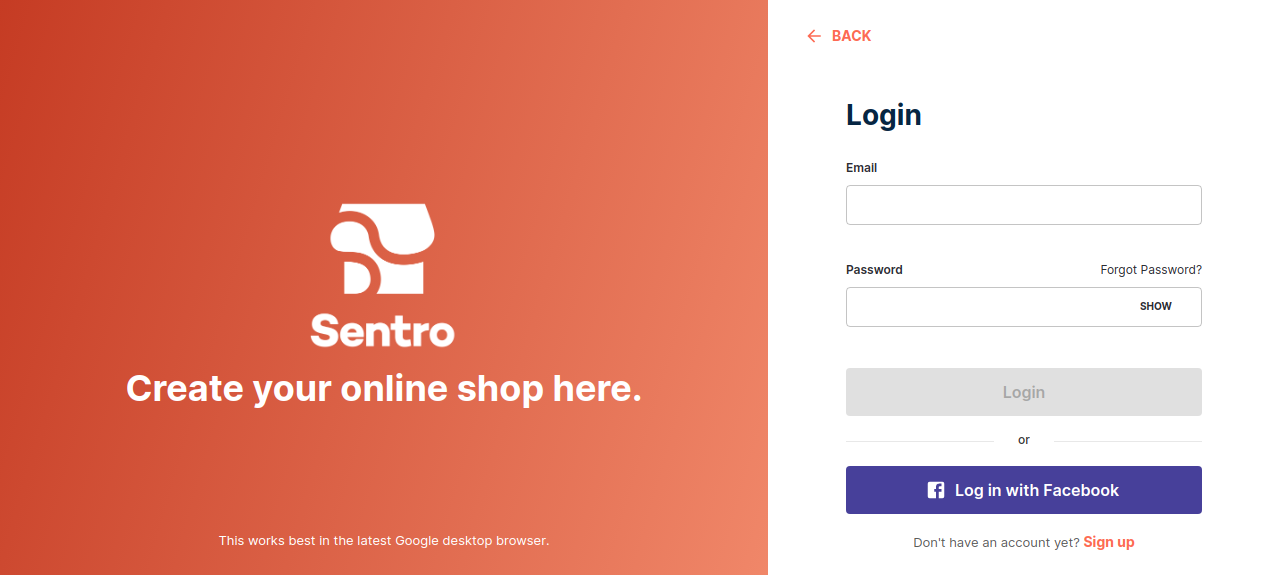 Sentro
Create your online shop here.
This works best in the latest Google desktop browser.
BACK
Login
Email
Password
Forgot Password?
SHOW
Login
or
Log in with Facebook
Don't have an account yet? Sign up